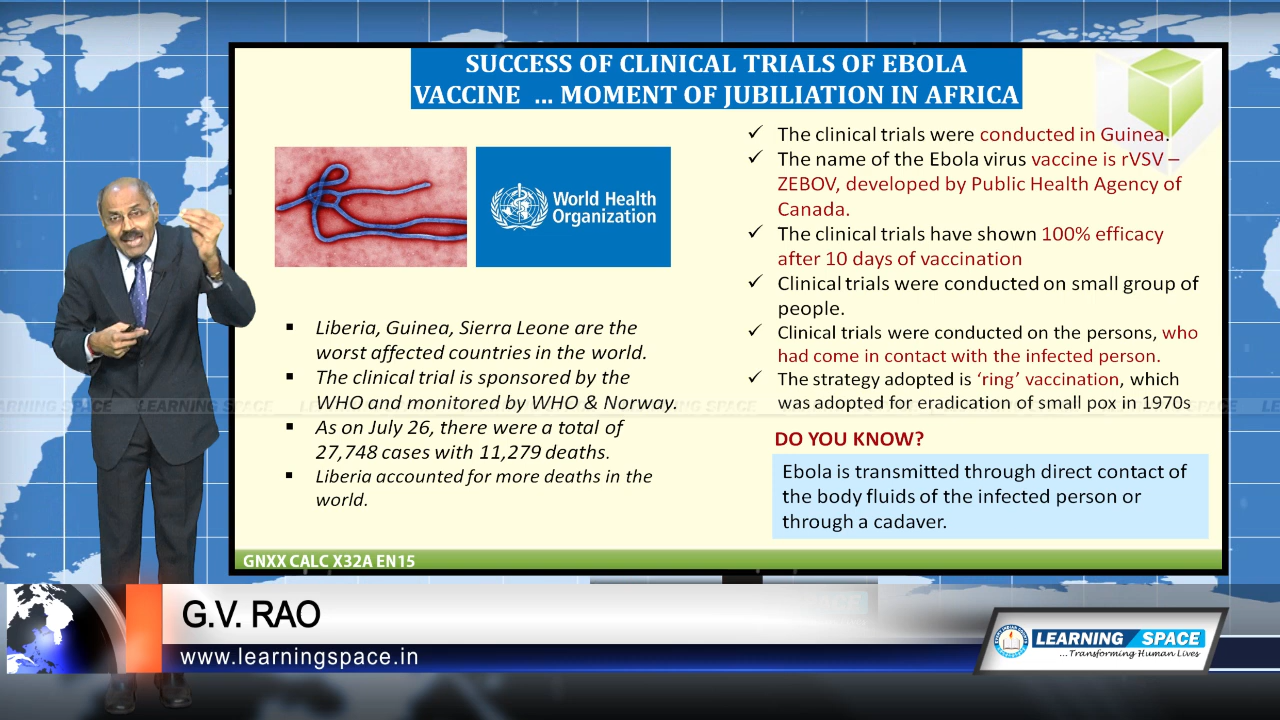 SUCCESS OF CLINICAL TRIALS OF EBOLA
VACCINE ... MOMENT OF JUBILIATION IN AFRICA
World Health
Organization
▪ Liberia, Guinea, Sierra Leone are the
worst affected countries in the world.
▪ The clinical trial is sponsored by the
WHO and monitored by WHO & Norway.
▪ As on July 26, there were a total of
27,748 cases with 11,279 deaths.
▪ Liberia accounted for more deaths in the
world.
✓ The clinical trials were conducted in Guinea.
✓ The name of the Ebola virus vaccine is rVSV –
ZEBOV, developed by Public Health Agency of
Canada.
✓ The clinical trials have shown 100% efficacy
after 10 days of vaccination
✓ Clinical trials were conducted on small group of
people.
✓ Clinical trials were conducted on the persons, who
had come in contact with the infected person.
✓ The strategy adopted is ‘ring’ vaccination, which
was adopted for eradication of small pox in 1970s
DO YOU KNOW?
Ebola is transmitted through direct contact of
the body fluids of the infected person or
through a cadaver.
LEARNING SPACE LEARNING SPACE
GNXX CALC X32A EN15
G.V. RAO
www.learningspace.in
LEARNING SPACE
...Transforming Human Lives